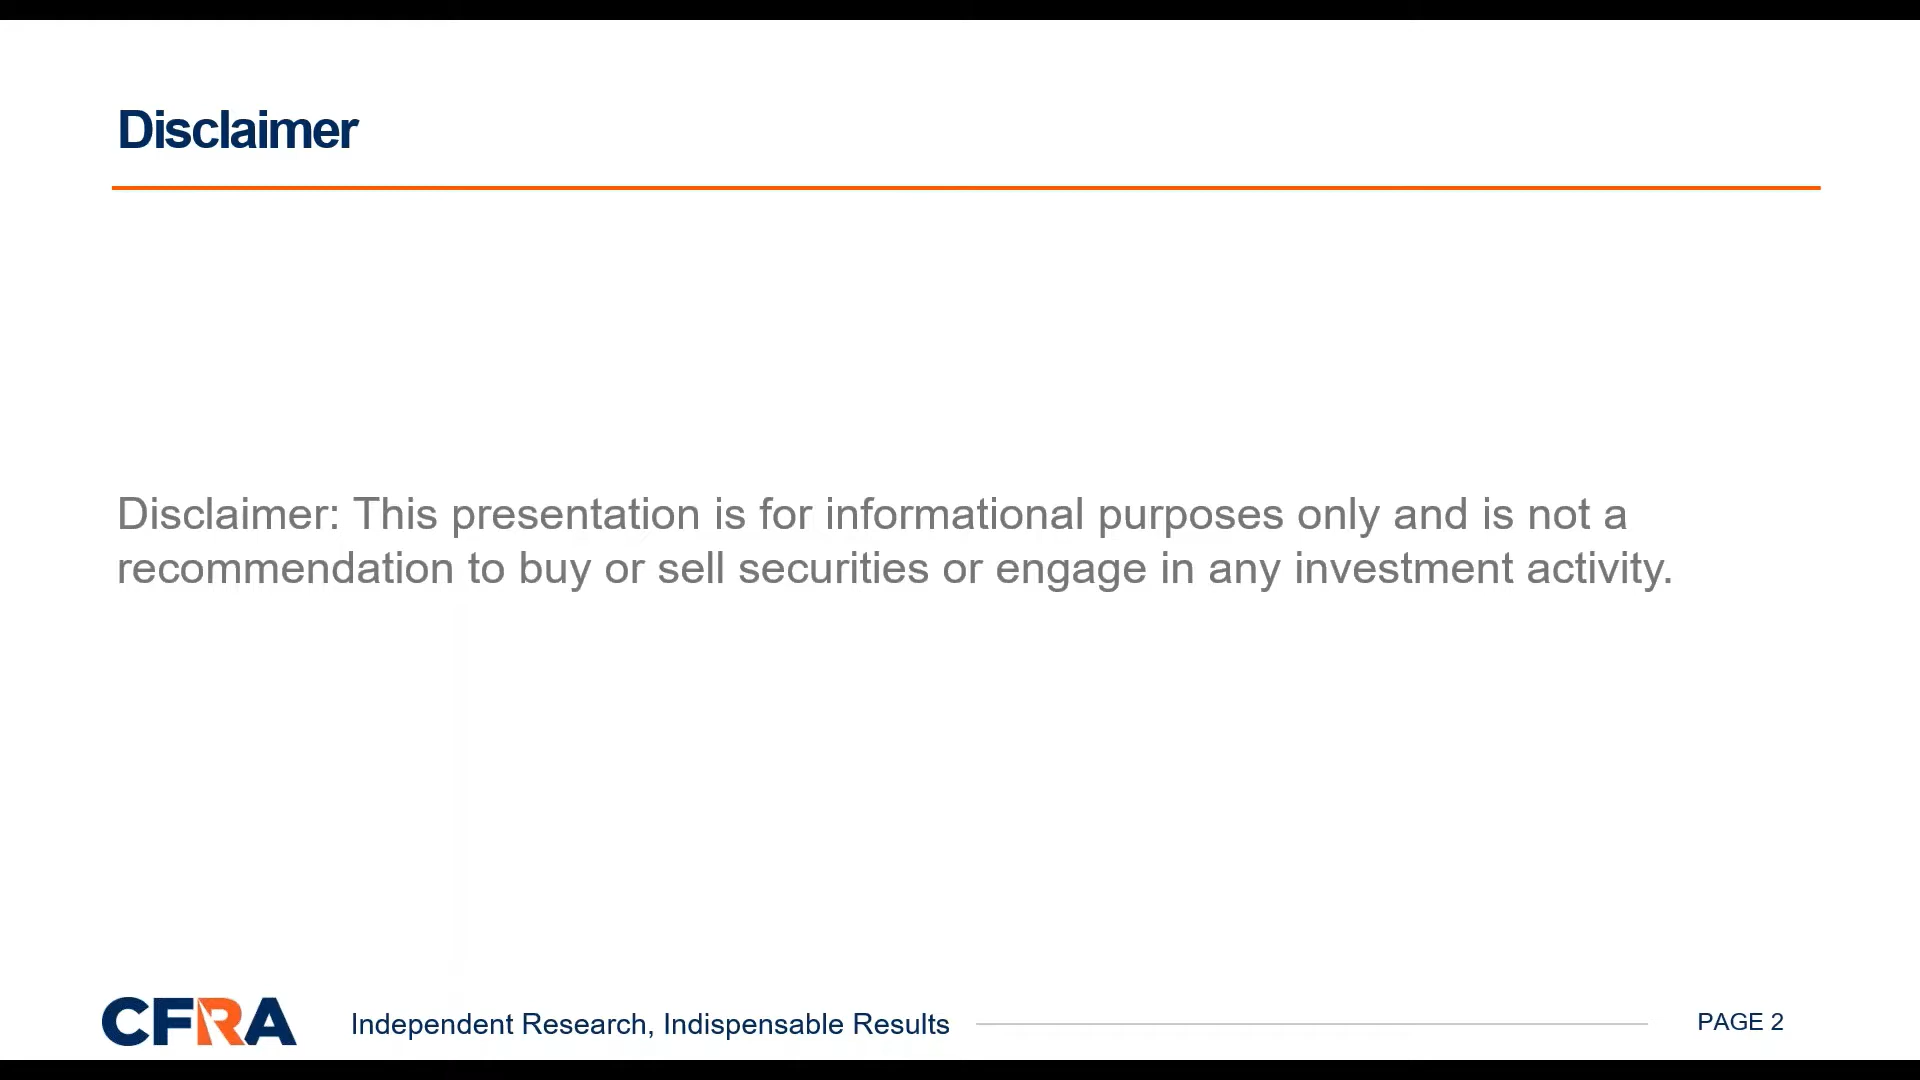 Disclaimer
Disclaimer: This presentation is for informational purposes only and is not a
recommendation to buy or sell securities or engage in any investment activity.
CFRA
Independent Research, Indispensable Results
PAGE 2